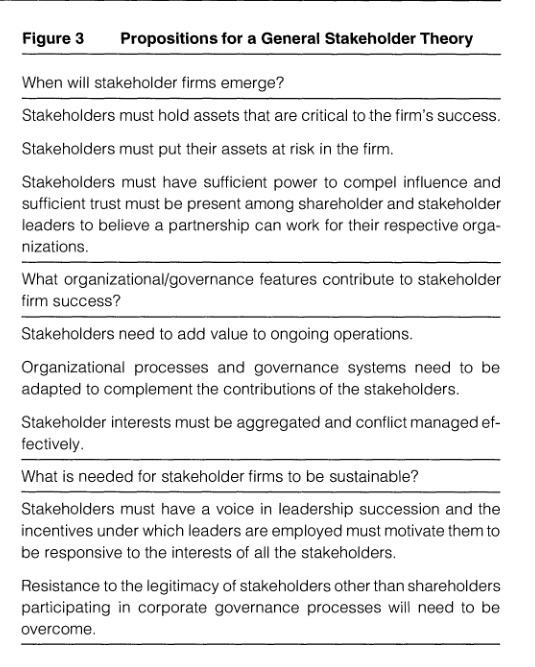 Figure 3 Propositions for a General Stakeholder Theory
When will stakeholder firms emerge?
Stakeholders must hold assets that are critical to the firm's success.
Stakeholders must put their assets at risk in the firm.
Stakeholders must have sufficient power to compel influence and
sufficient trust must be present among shareholder and stakeholder
leaders to believe a partnership can work for their respective orga-
nizations.
What organizational/governance features contribute to stakeholder
firm success?
Stakeholders need to add value to ongoing operations.
Organizational processes and governance systems need to be
adapted to complement the contributions of the stakeholders.
Stakeholder interests must be aggregated and conflict managed ef-
fectively.
What is needed for stakeholder firms to be sustainable?
Stakeholders must have a voice in leadership succession and the
incentives under which leaders are employed must motivate them to
be responsive to the interests of all the stakeholders.
Resistance to the legitimacy of stakeholders other than shareholders
participating in corporate governance processes will need to be
overcome.